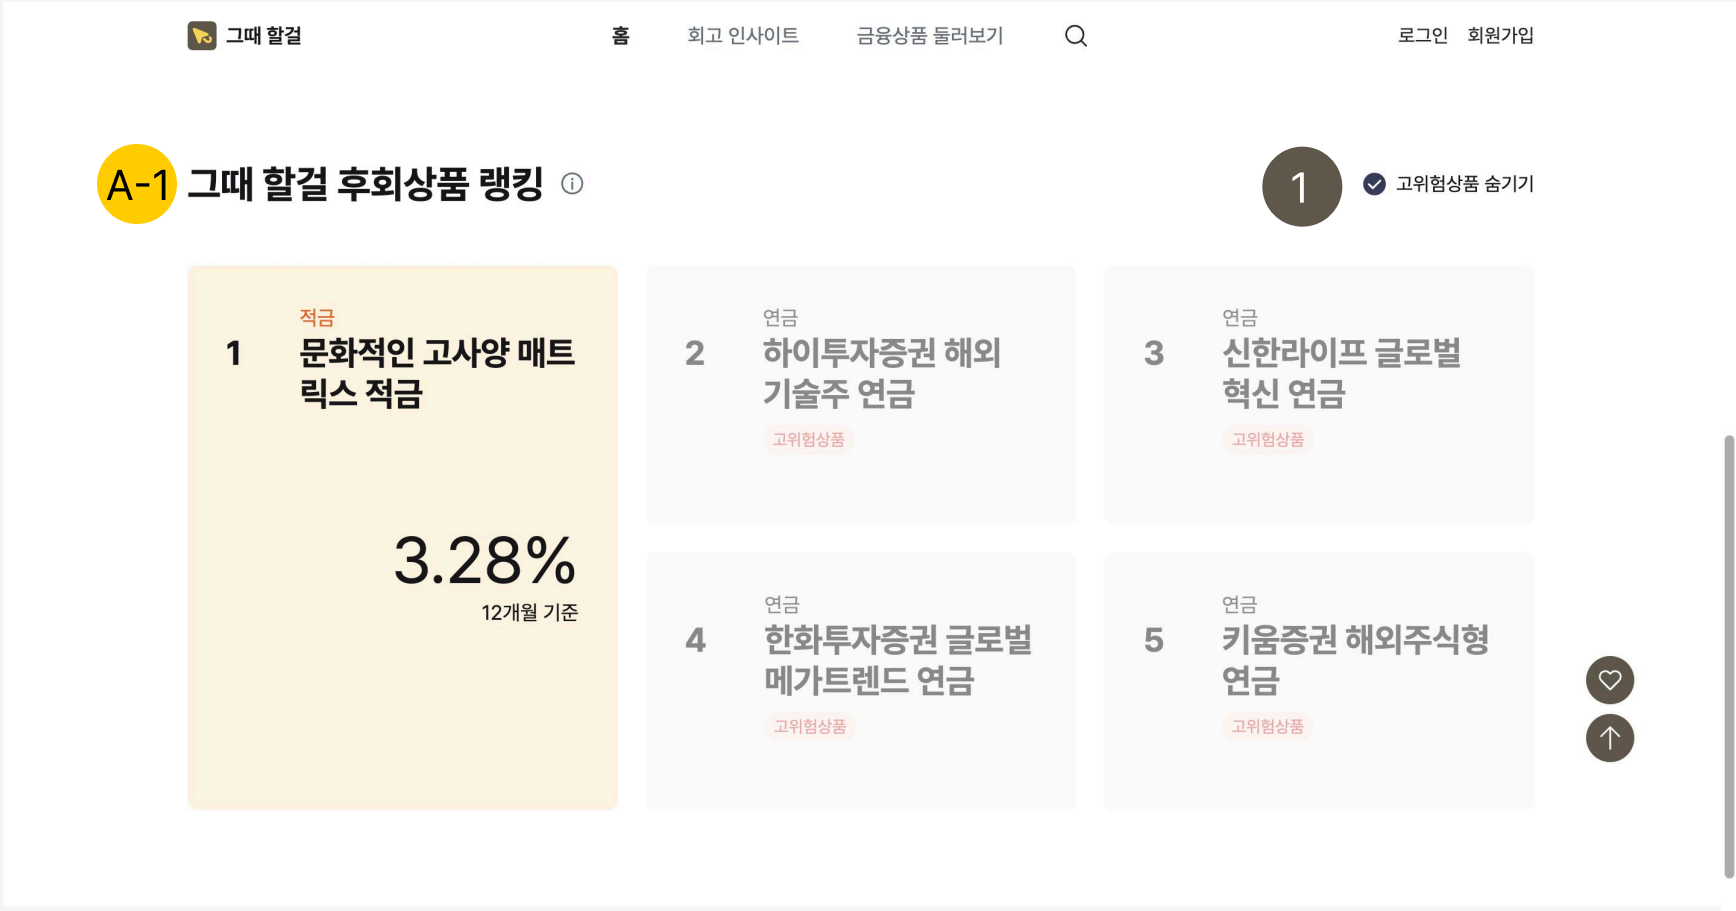 그때 할걸
홈
회고 인사이트
금융상품 둘러보기
로그인
회원가입
A-1
그때 할걸 후회상품 랭킹
1
고위험상품 숨기기
1
적금
문화적인 고사양 매트
릭스 적금
3.28%
12개월 기준
2
연금
하이투자증권 해외
기술주 연금
고위험상품
3
연금
신한라이프 글로벌
혁신 연금
고위험상품
4
연금
한화투자증권 글로벌
메가트렌드 연금
고위험상품
5
연금
키움증권 해외주식형
연금
고위험상품